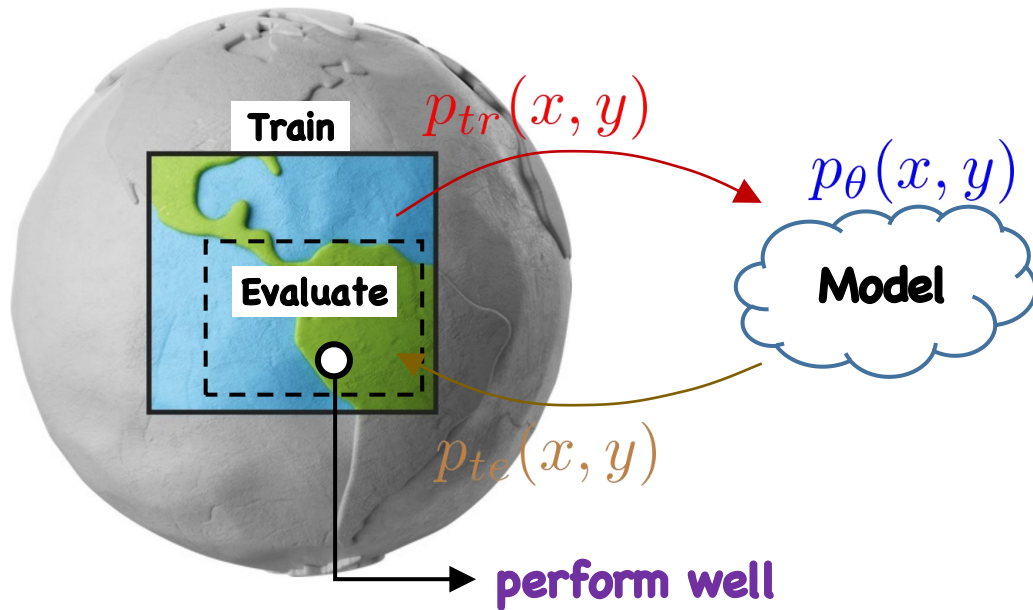 Train
p_{tr}(x, y)
p_θ(x, y)
Evaluate
Model
p_{te}(x, y)
perform well